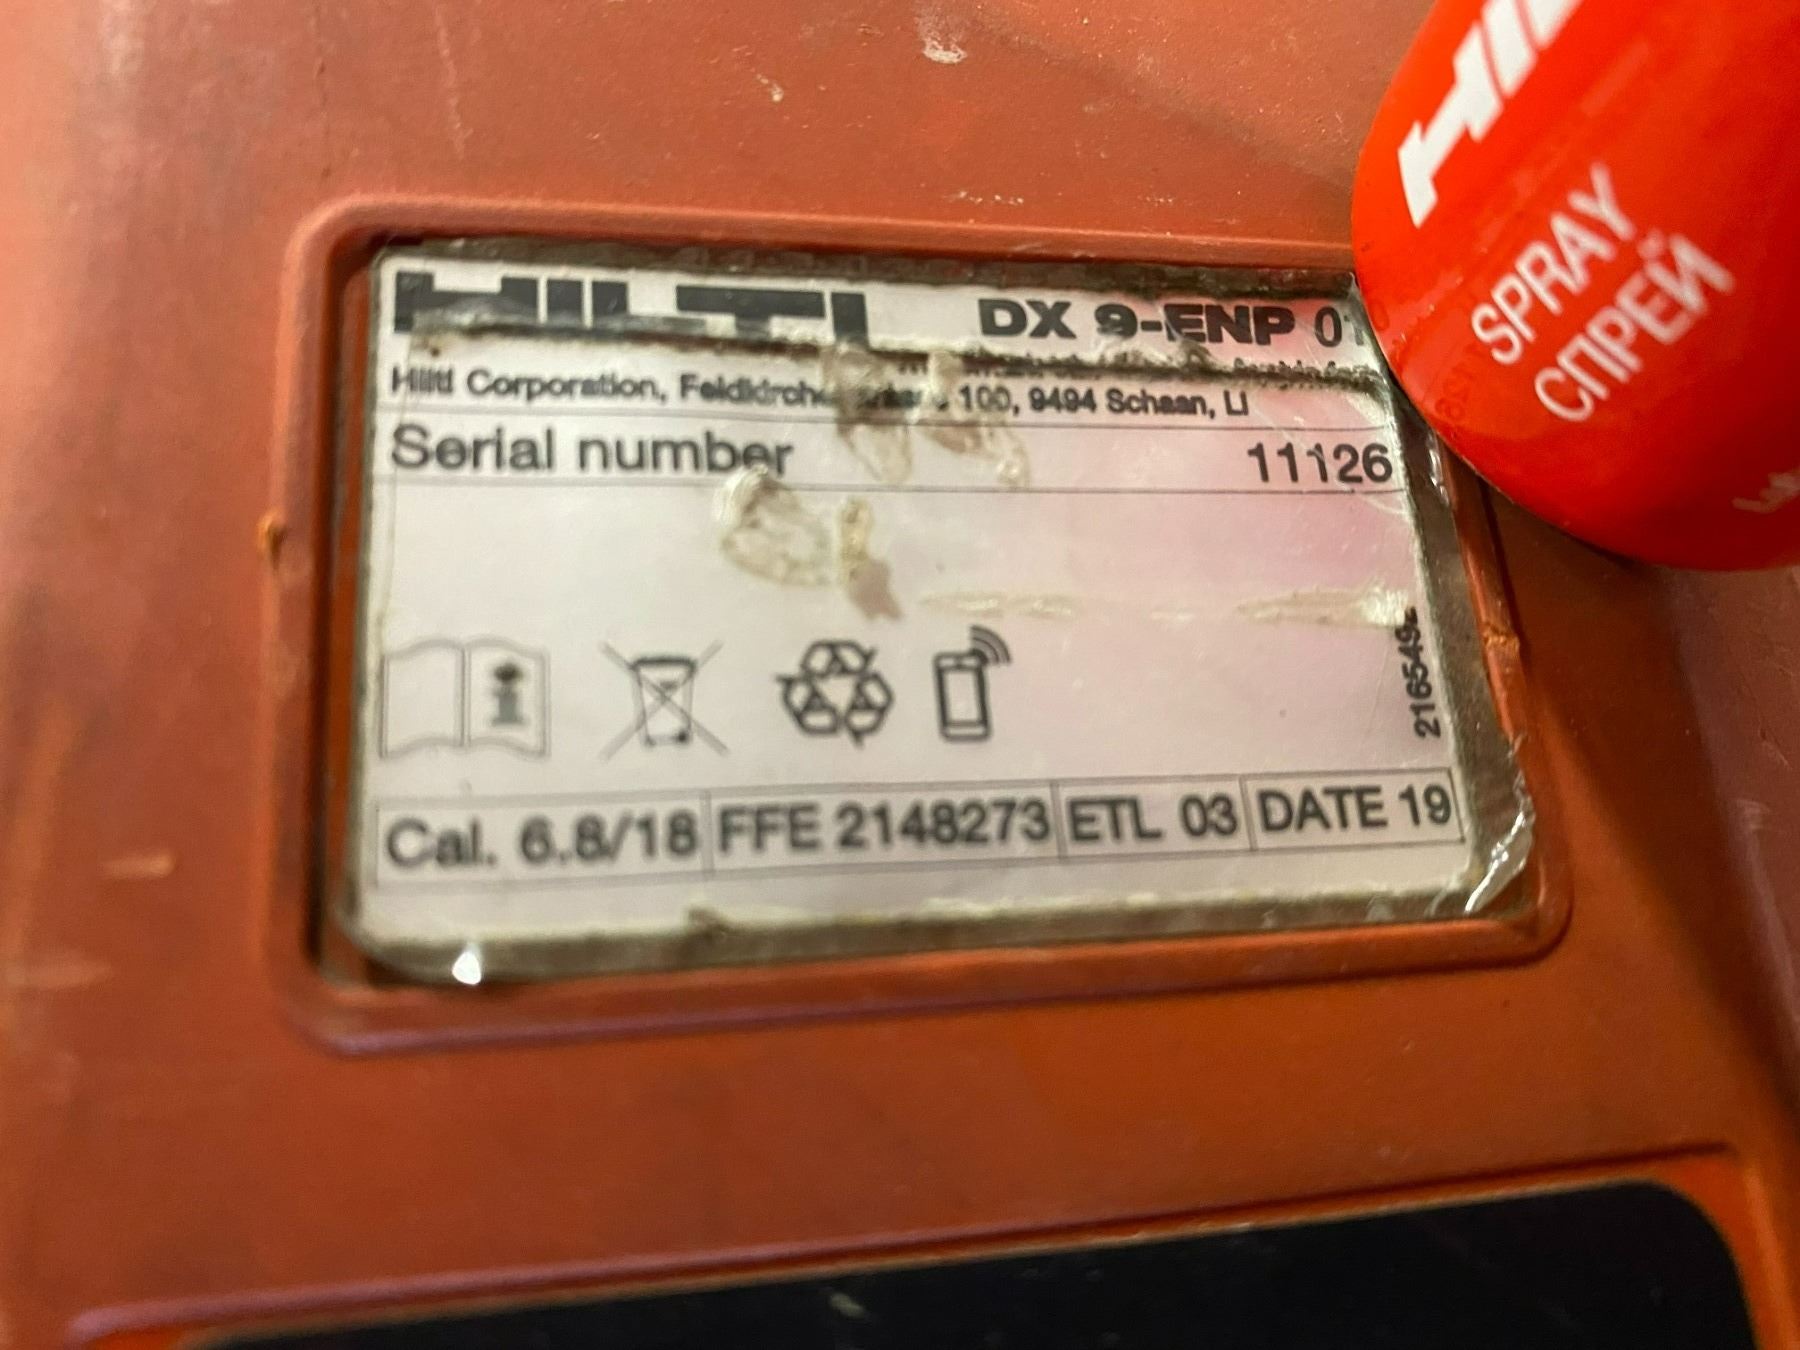 HILTI
DX 9-ENP
Hilti Corporation, 100, 9494 Schaan, LI
Serial number 11126
Cal. 6.8/18 FFE 2148273 ETL 03 DATE 19
HILTI
SPRAY
СПРЕЙ